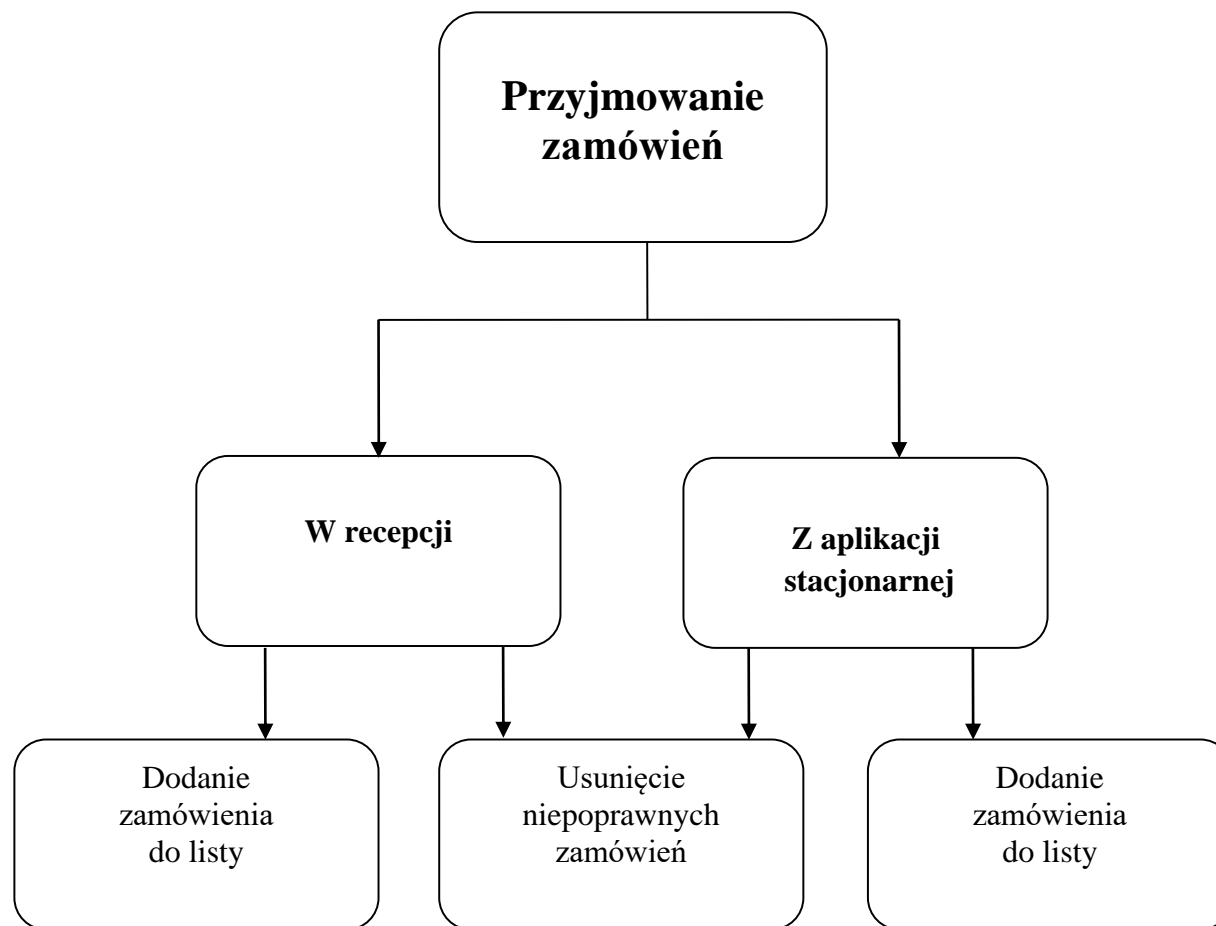 Przyjmowanie
zamówień
W recepcji
Z aplikacji
stacjonarnej
Dodanie
zamówienia
do listy
Usunięcie
niepoprawnych
zamówień
Dodanie
zamówienia
do listy